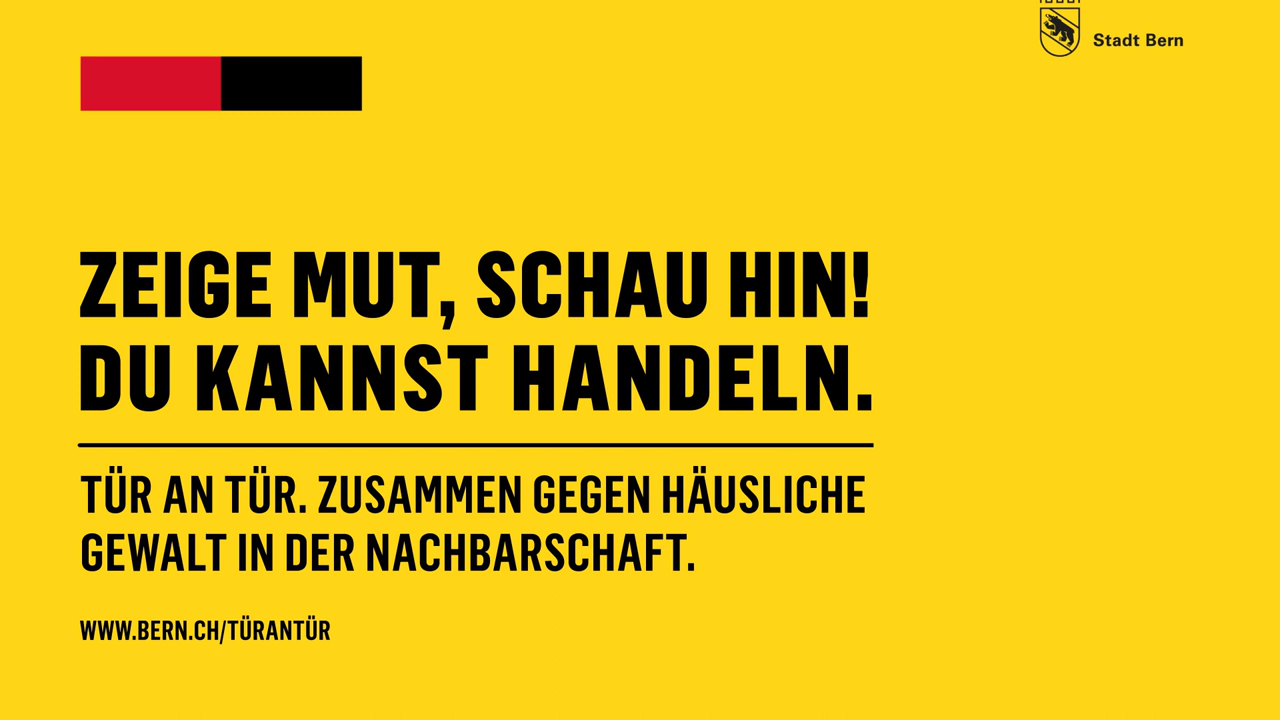 Stadt Bern
ZEIGE MUT, SCHAU HIN!
DU KANNST HANDELN.
TÜR AN TÜR. ZUSAMMEN GEGEN HÄUSLICHE
GEWALT IN DER NACHBARSCHAFT.
WWW.BERN.CH/TÜRANTÜR